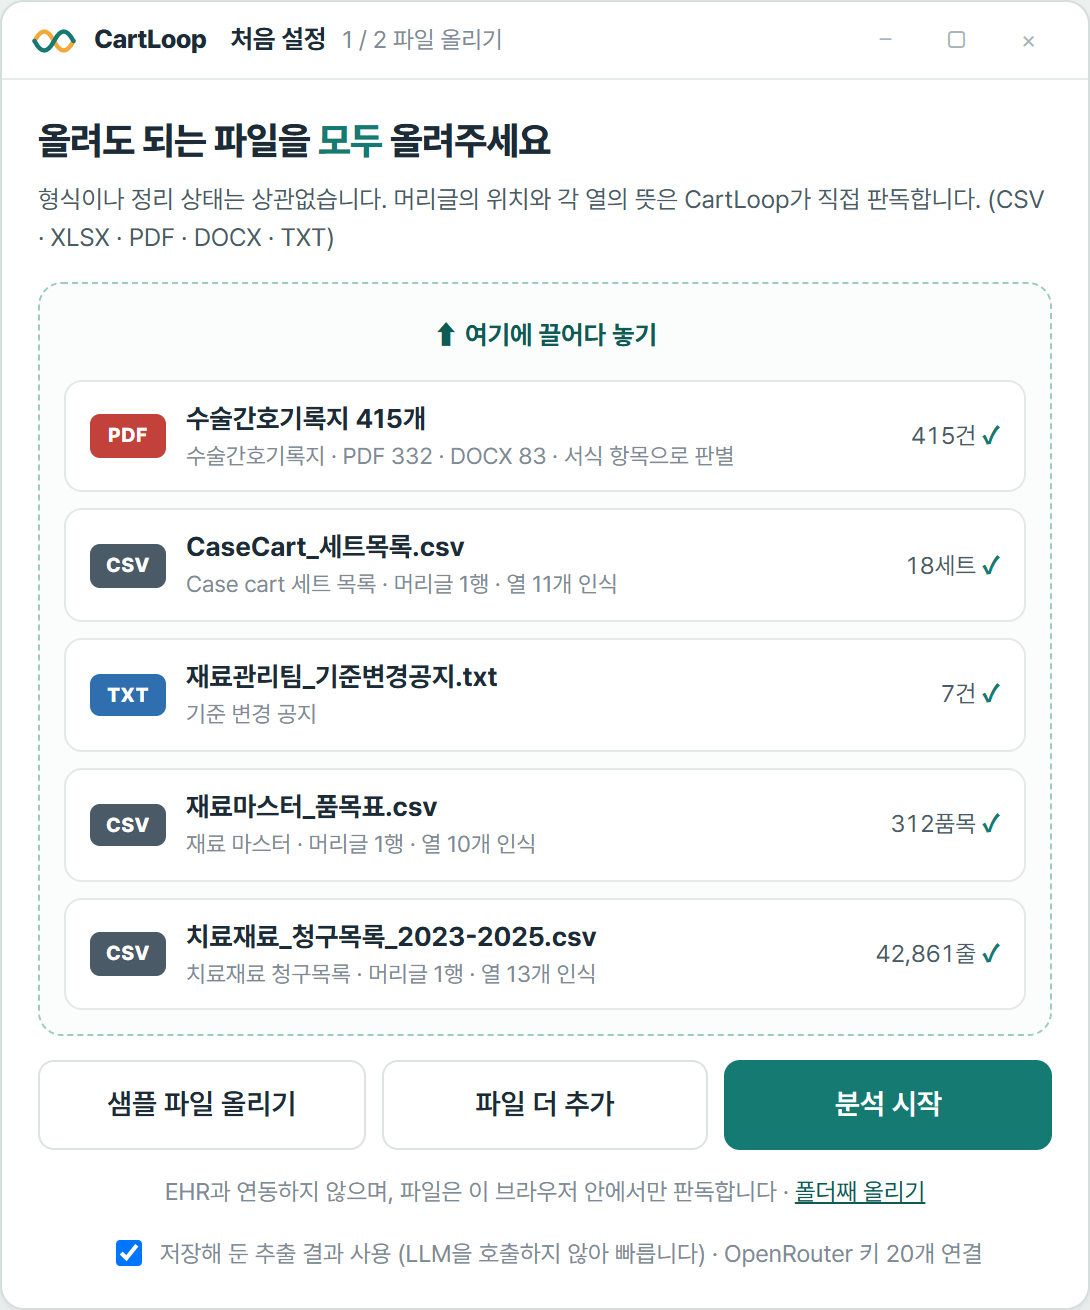 CartLoop 처음 설정 1 / 2 파일 올리기
올려도 되는 파일을 모두 올려주세요
형식이나 정리 상태는 상관없습니다. 머리글의 위치와 각 열의 뜻은 CartLoop가 직접 판독합니다. (CSV
· XLSX · PDF · DOCX · TXT)
⬆ 여기에 끌어다 놓기
PDF 수술간호기록지 415개 415건 ✓
수술간호기록지 · PDF 332 · DOCX 83 · 서식 항목으로 판별
CSV CaseCart_세트목록.csv 18세트 ✓
Case cart 세트 목록 · 머리글 1행 · 열 11개 인식
TXT 재료관리팀_기준변경공지.txt 7건 ✓
기준 변경 공지
CSV 재료마스터_품목표.csv 312품목 ✓
재료 마스터 · 머리글 1행 · 열 10개 인식
CSV 치료재료_청구목록_2023-2025.csv 42,861줄 ✓
치료재료 청구목록 · 머리글 1행 · 열 13개 인식
샘플 파일 올리기 파일 더 추가 분석 시작
EHR과 연동하지 않으며, 파일은 이 브라우저 안에서만 판독합니다 · 폴더째 올리기
저장해 둔 추출 결과 사용 (LLM을 호출하지 않아 빠릅니다) · OpenRouter 키 20개 연결